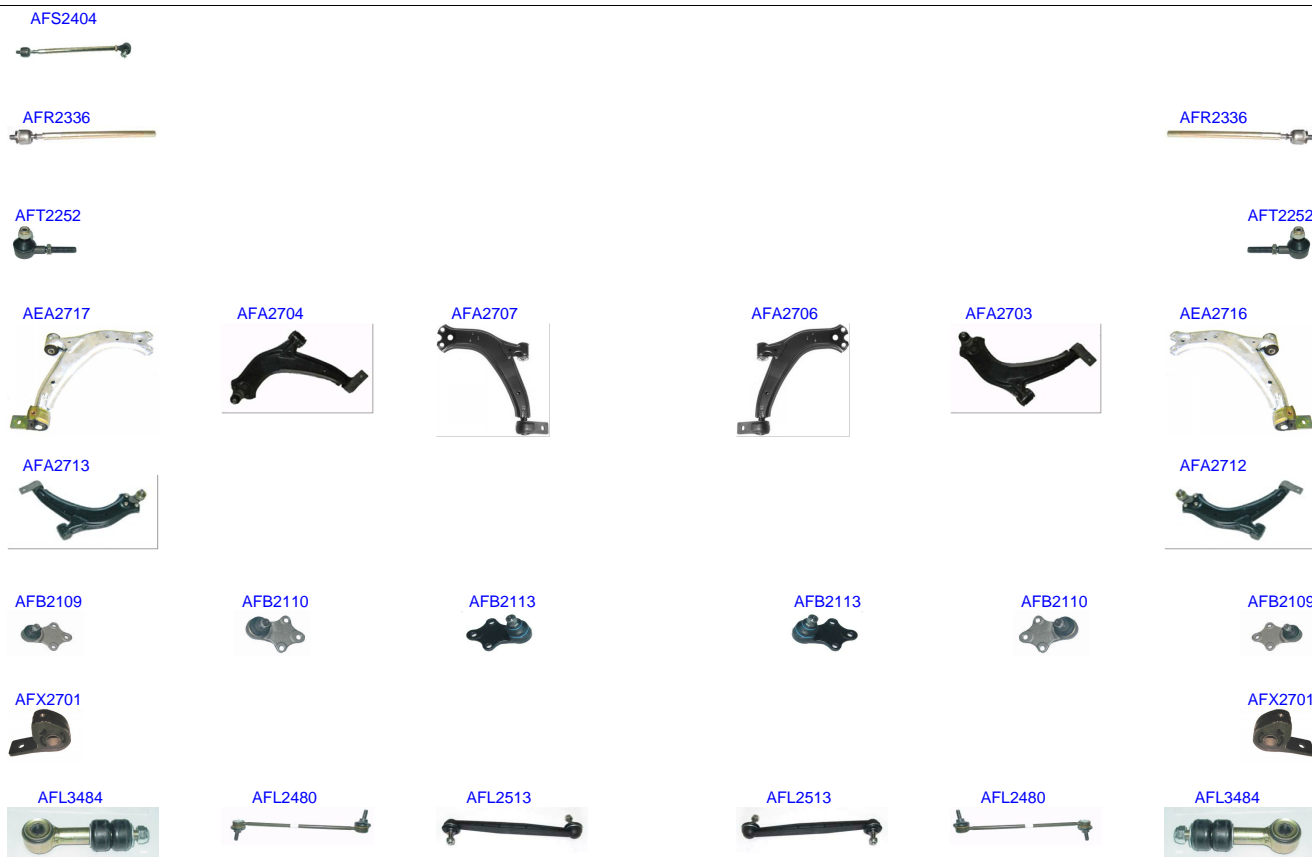 AFS2404
AFR2336 AFR2336
AFT2252 AFT2252
AEA2717 AFA2704 AFA2707 AFA2706 AFA2703 AEA2716
AFA2713 AFA2712
AFB2109 AFB2110 AFB2113 AFB2113 AFB2110 AFB2109
AFX2701 AFX2701
AFL3484 AFL2480 AFL2513 AFL2513 AFL2480 AFL3484